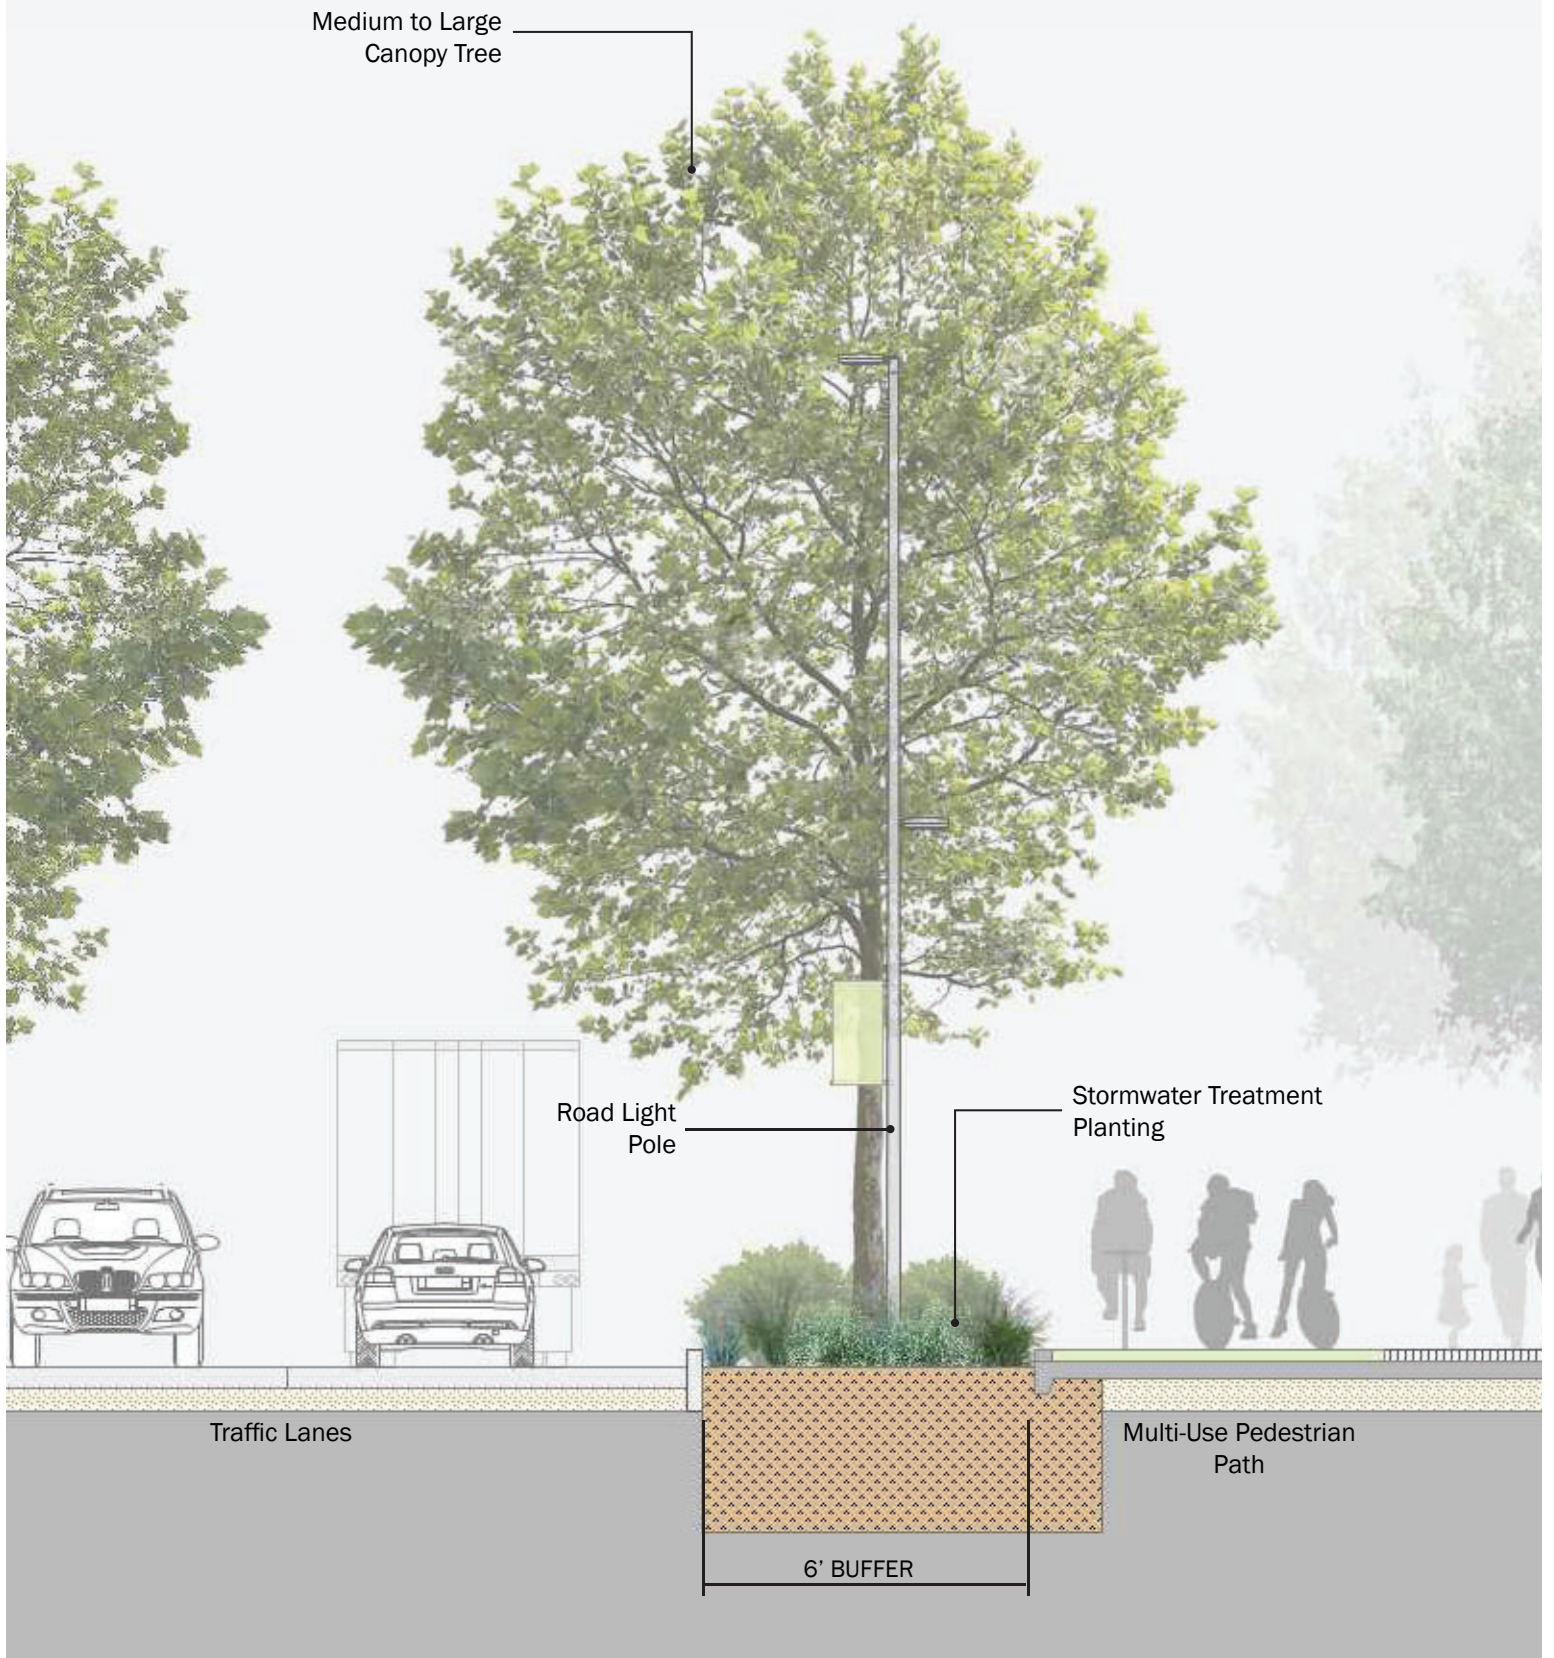 Medium to Large
Canopy Tree
Road Light
Pole
Stormwater Treatment
Planting
Traffic Lanes
Multi-Use Pedestrian
Path
6’ BUFFER